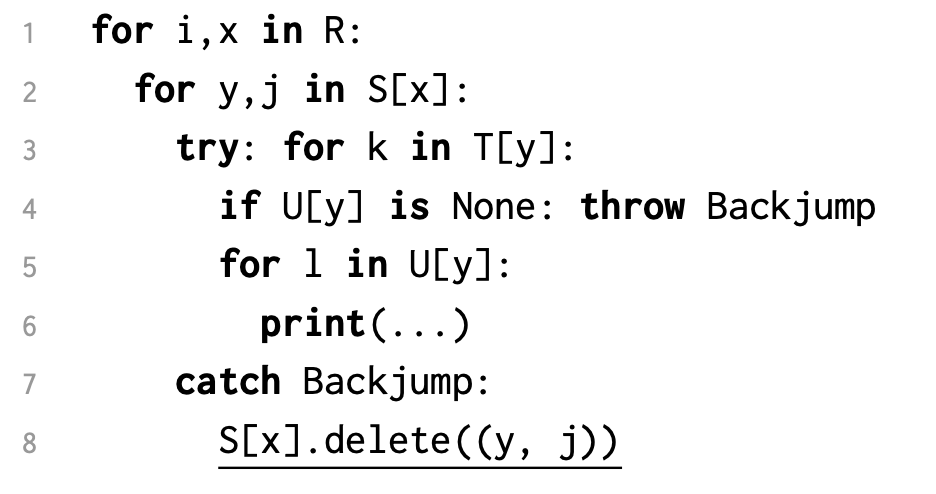 1 for i,x in R:
2 for y,j in S[x]:
3 try: for k in T[y]:
4 if U[y] is None: throw Backjump
5 for l in U[y]:
6 print(...)
7 catch Backjump:
8 S[x].delete((y, j))